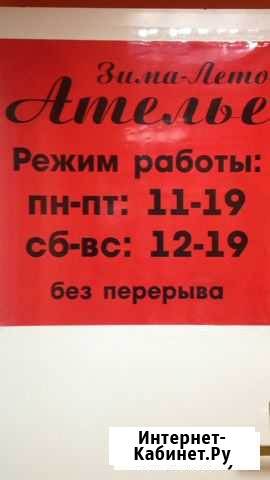 Зима-Лето
Ателье
Режим работы:
пн-пт: 11-19
сб-вс: 12-19
без перерыва
Интернет-
Кабинет.Ру